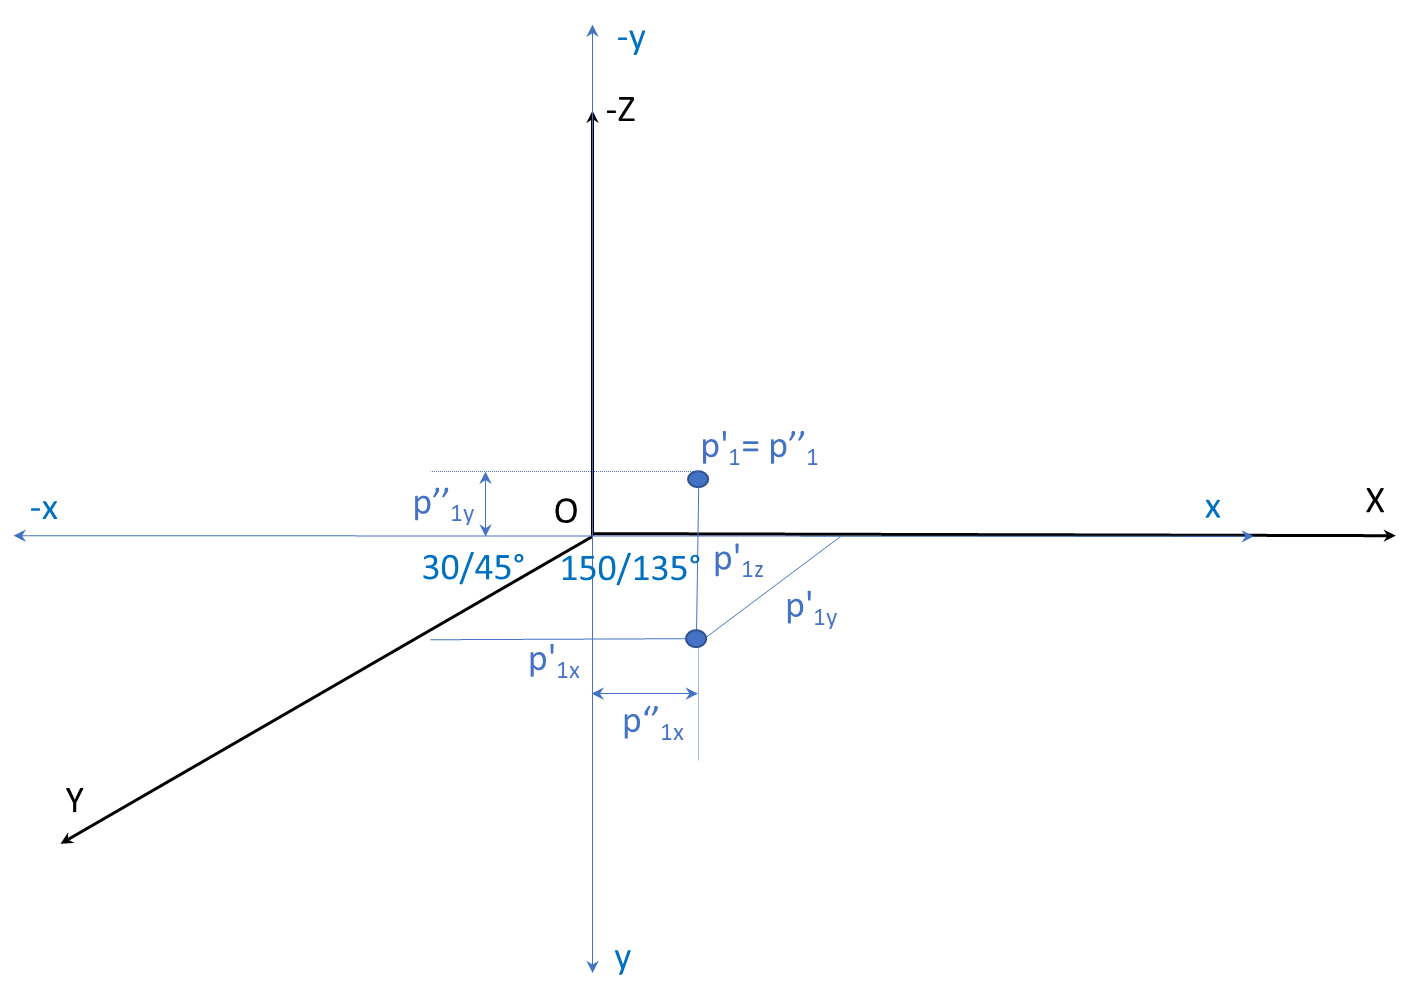 -y
-Z
p'1= p’’1
p’’1y
-x
O
x
X
30/45°
150/135°
p'1z
p'1y
p'1x
p‘’1x
Y
y